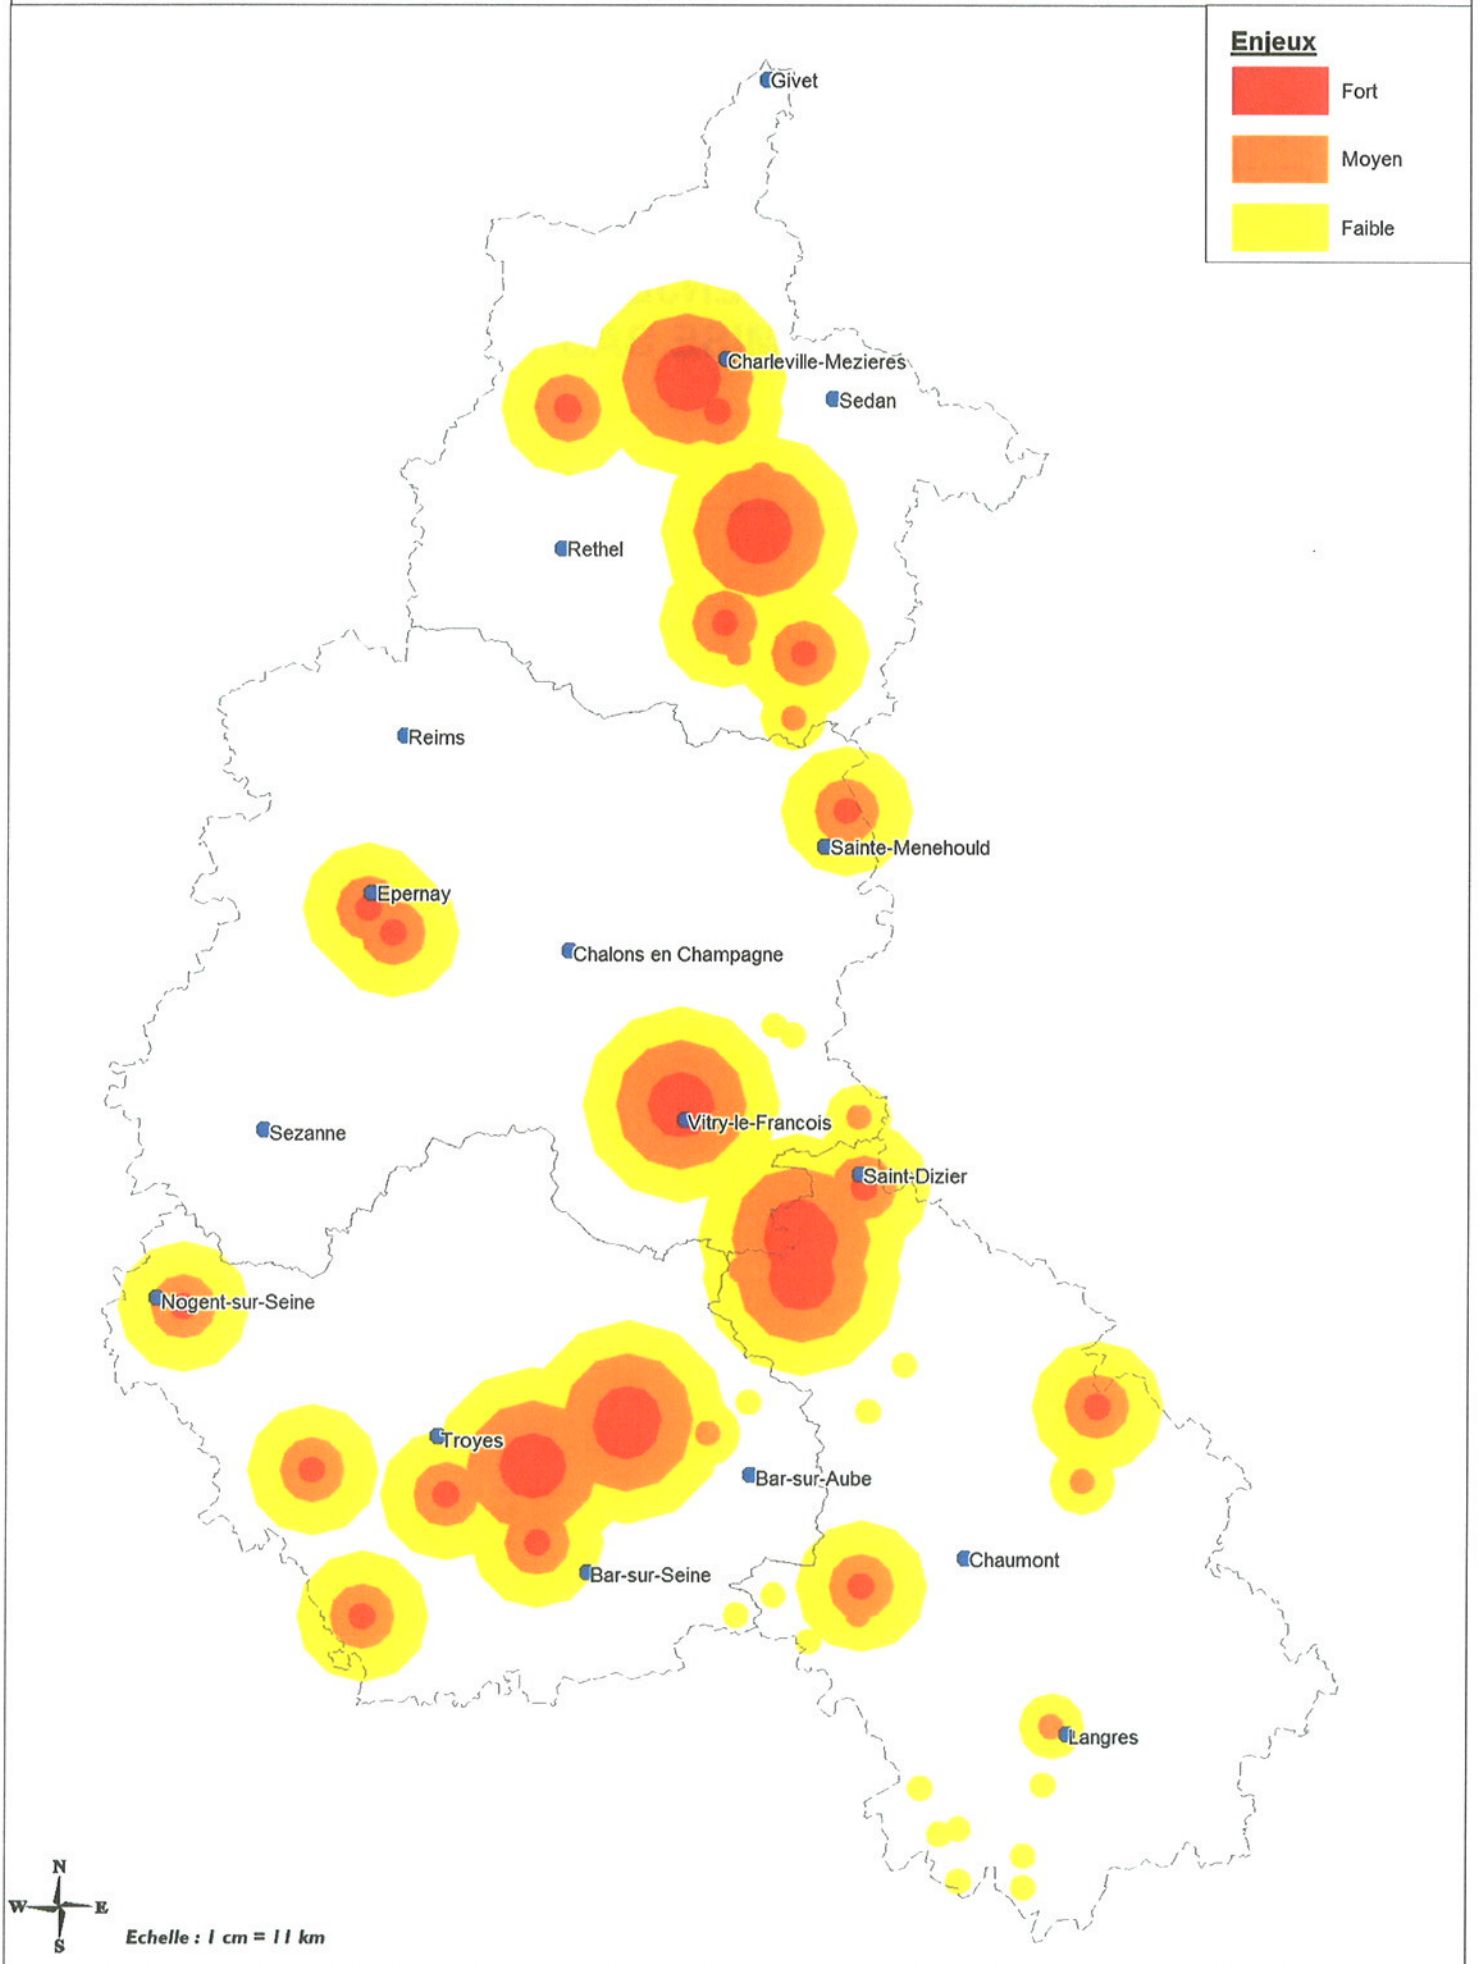 Enjeux
Fort
Moyen
Faible
Givet
Charleville-Mezieres
Sedan
Rethel
Reims
Sainte-Menehould
Epernay
Chalons en Champagne
Vitry-le-Francois
Sezanne
Saint-Dizier
Nogent-sur-Seine
Troyes
Bar-sur-Aube
Chaumont
Bar-sur-Seine
Langres
N
W E
S
Echelle : 1 cm = 11 km